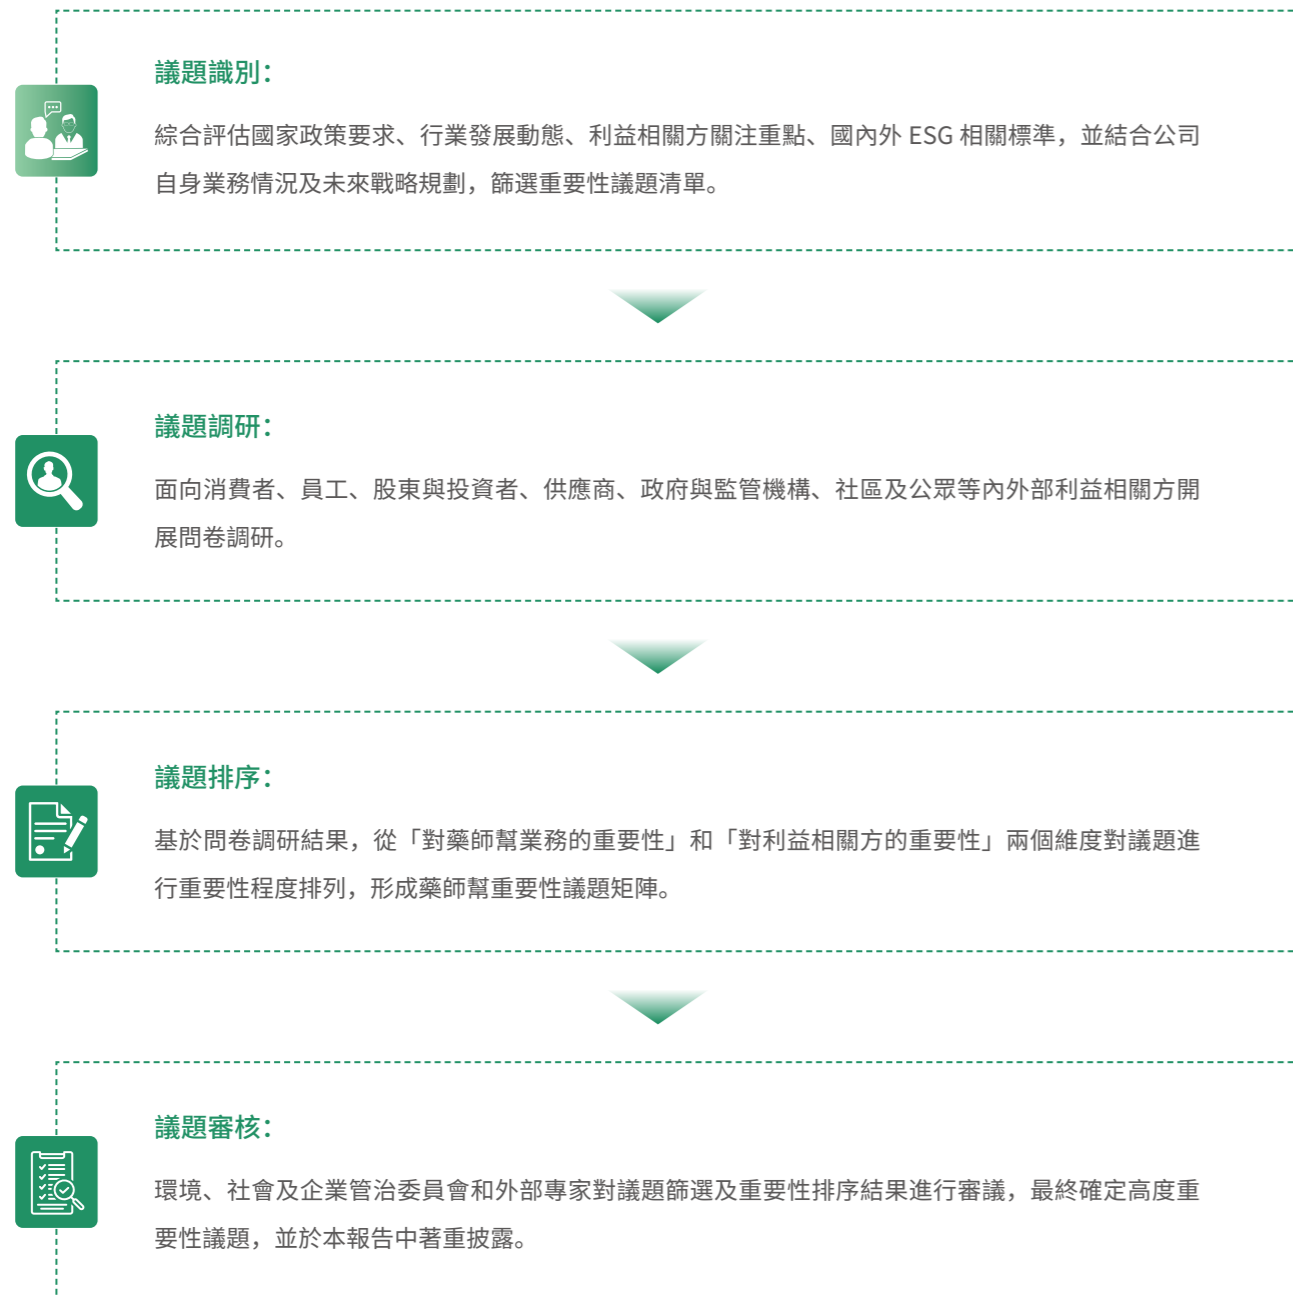 議題識別：
綜合評估國家政策要求、行業發展動態、利益相關方關注重點、國內外 ESG 相關標準，並結合公司
自身業務情況及未來戰略規劃，篩選重要性議題清單。
議題調研：
面向消費者、員工、股東與投資者、供應商、政府與監管機構、社區及公眾等內外部利益相關方開
展問卷調研。
議題排序：
基於問卷調研結果，從「對藥師幫業務的重要性」和「對利益相關方的重要性」兩個維度對議題進
行重要性程度排列，形成藥師幫重要性議題矩陣。
議題審核：
環境、社會及企業管治委員會和外部專家對議題篩選及重要性排序結果進行審議，最終確定高度重
要性議題，並於本報告中著重披露。